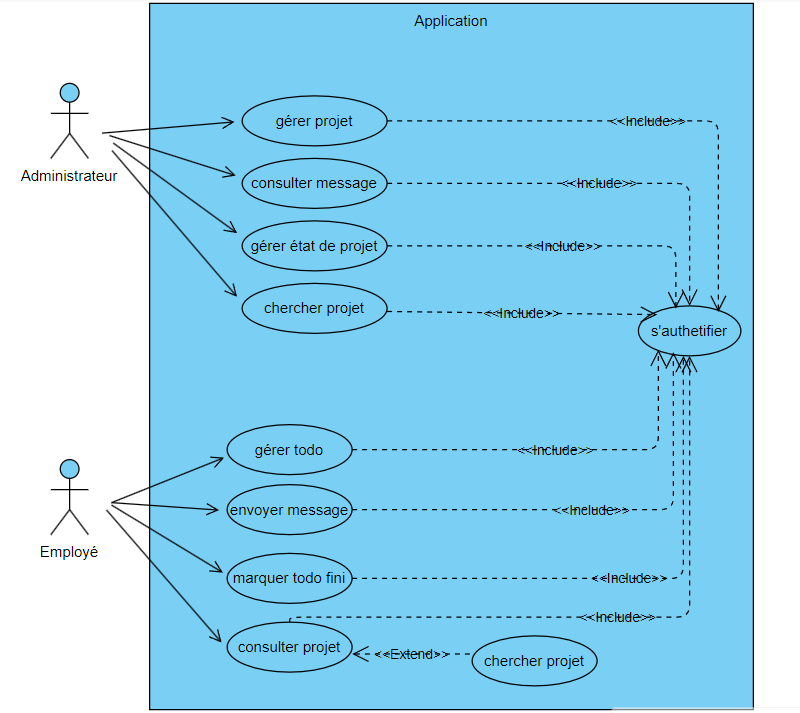 Application
Administrateur
gérer projet
<<Include>>
consulter message
<<Include>>
gérer état de projet
<<Include>>
chercher projet
<<Include>>
s'authetifier
Employé
gérer todo
<<Include>>
envoyer message
<<Include>>
marquer todo fini
<<Include>>
<<Include>>
consulter projet
<<Extend>>
chercher projet